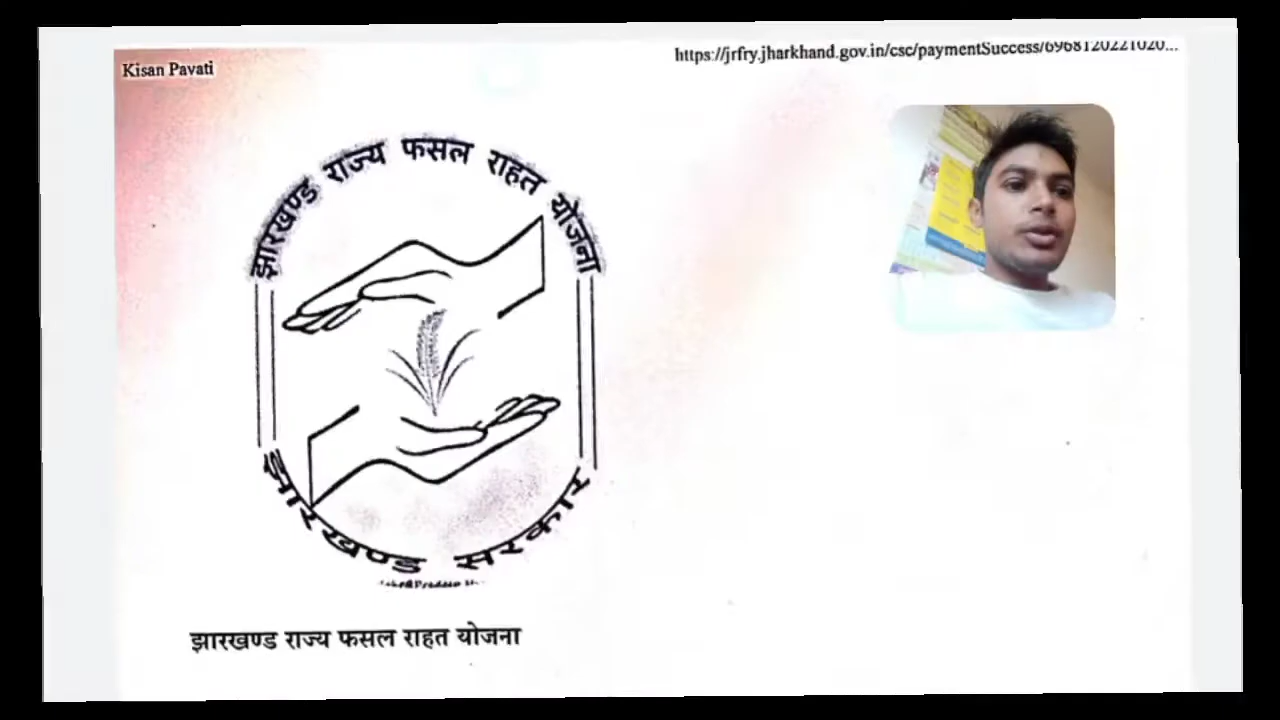 Kisan Pavati
https://jrfry.jharkhand.gov.in/csc/paymentSuccess/6968120221020...
झारखण्ड राज्य फसल राहत योजना
झारखण्ड सरकार
झारखण्ड राज्य फसल राहत योजना